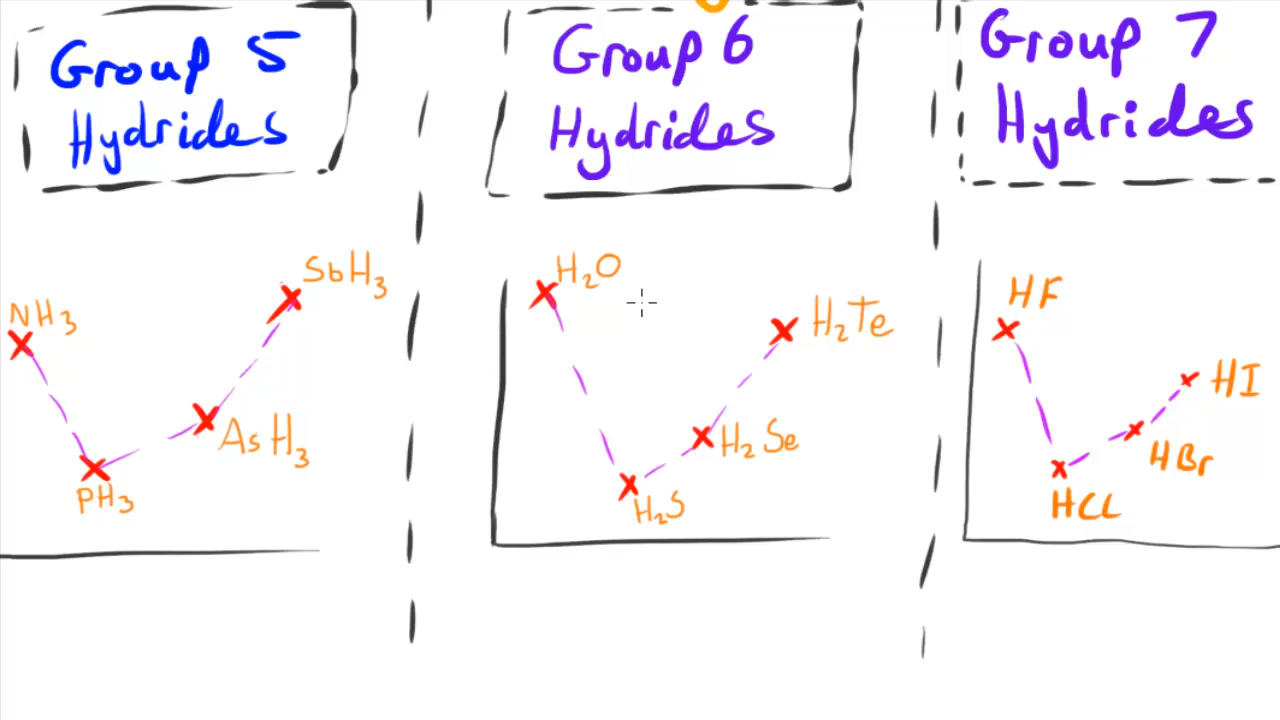 Group 5
Hydrides
NH₃
PH₃
AsH₃
SbH₃
Group 6
Hydrides
H₂O
H₂S
H₂Se
H₂Te
Group 7
Hydrides
HF
HCL
HBr
HI